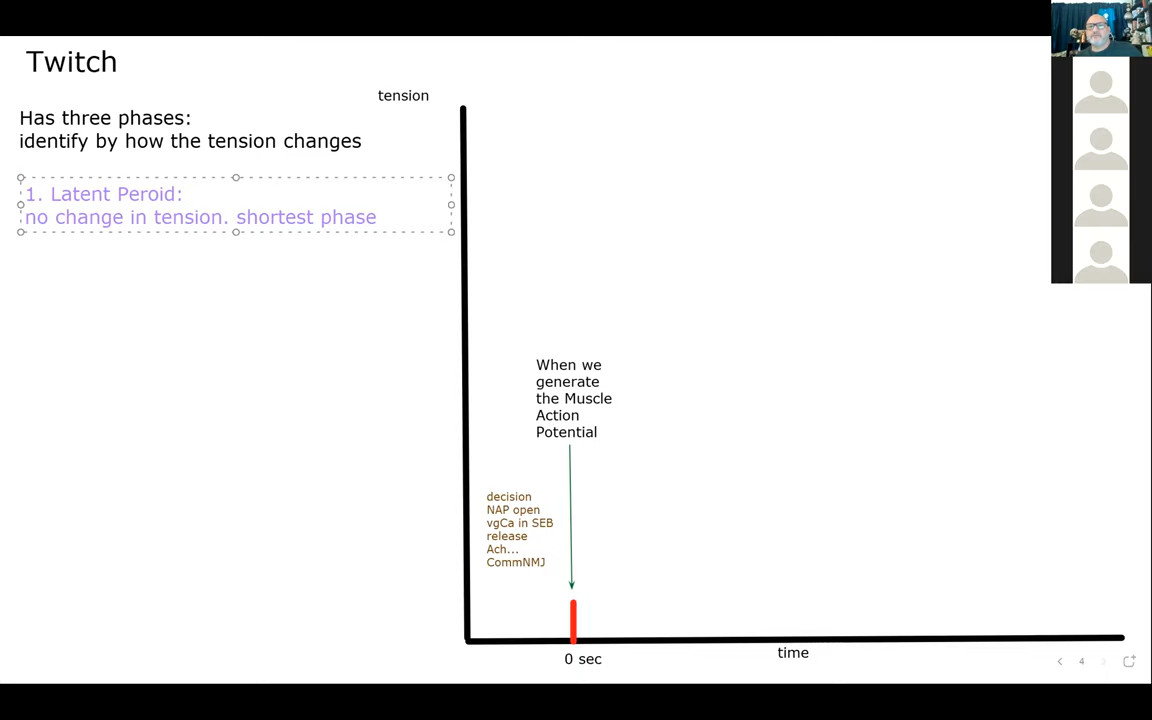 Twitch
tension
Has three phases:
identify by how the tension changes
1. Latent Peroid:
no change in tension. shortest phase
When we
generate
the Muscle
Action
Potential
decision
NAP open
vgCa in SEB
release
Ach...
CommNMJ
0 sec
time
4